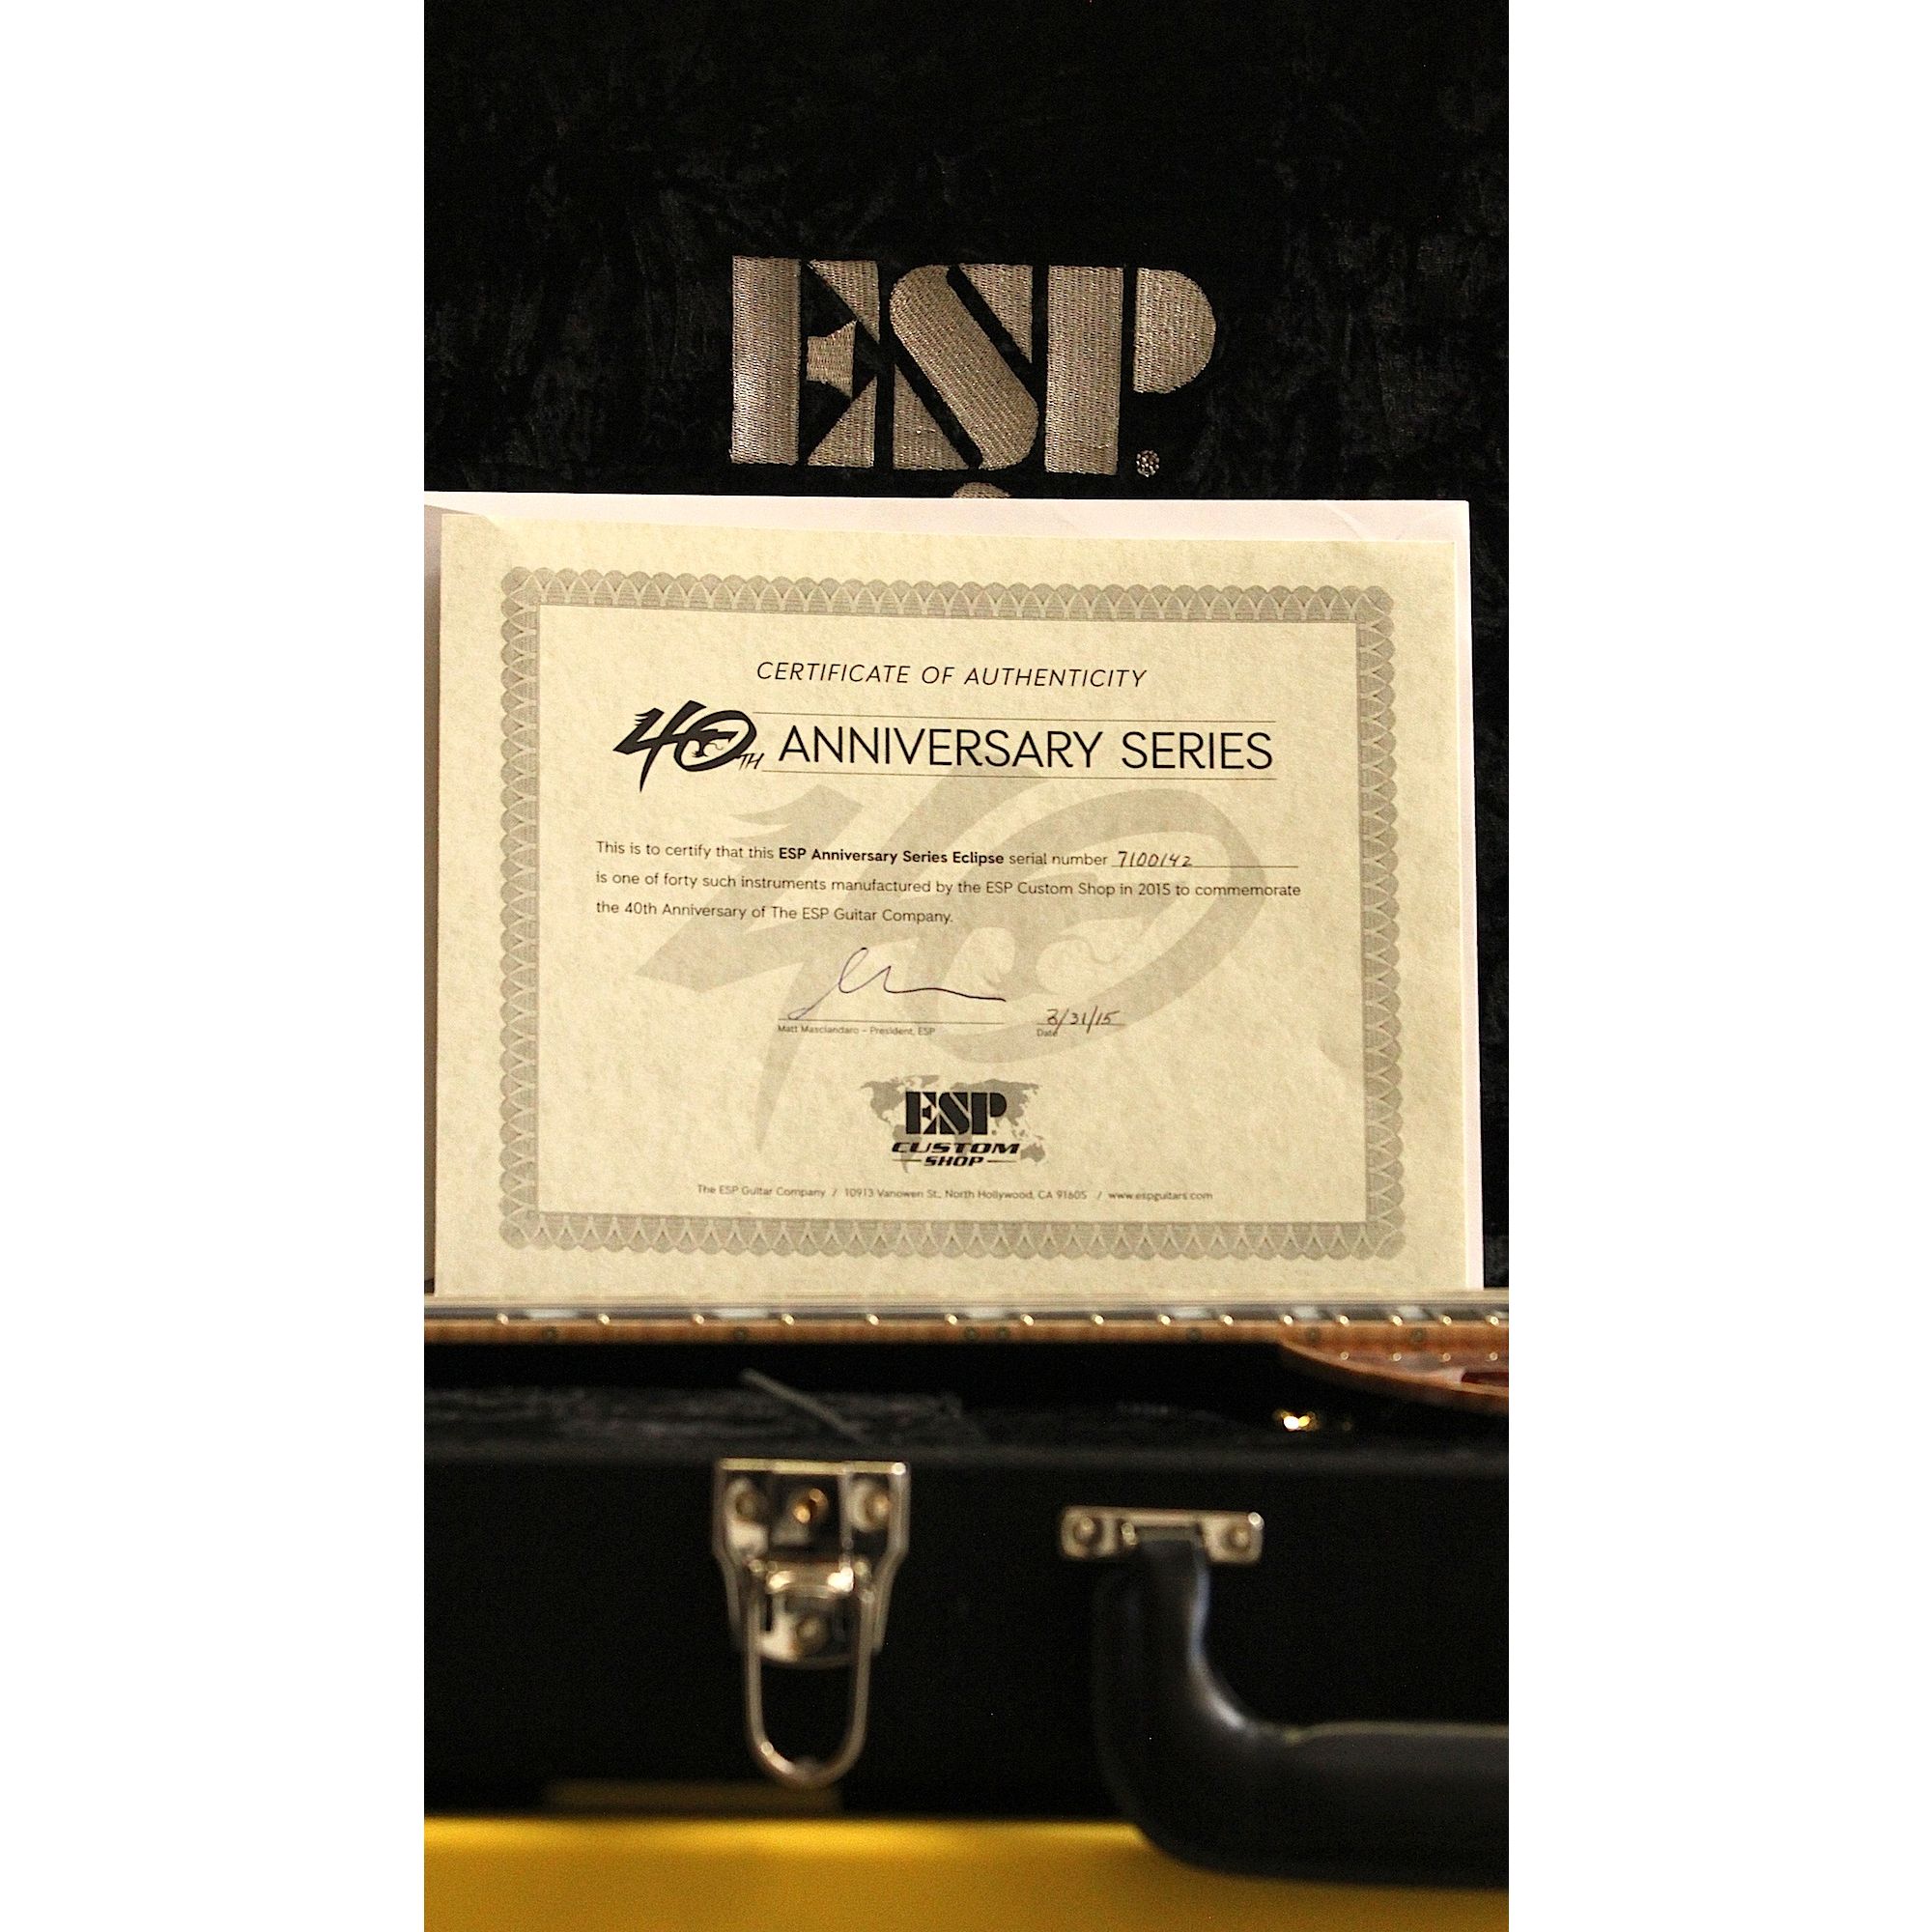 ESP.
CERTIFICATE OF AUTHENTICITY
40TH ANNIVERSARY SERIES
This is to certify that this ESP Anniversary Series Eclipse serial number 7100142
is one of forty such instruments manufactured by the ESP Custom Shop in 2015 to commemorate
the 40th Anniversary of The ESP Guitar Company.
3/31/15
Matt Masciandaro – President, ESP Date
ESP.
CUSTOM
SHOP
The ESP Guitar Company / 10913 Vanowen St., North Hollywood, CA 91605 / www.espguitars.com